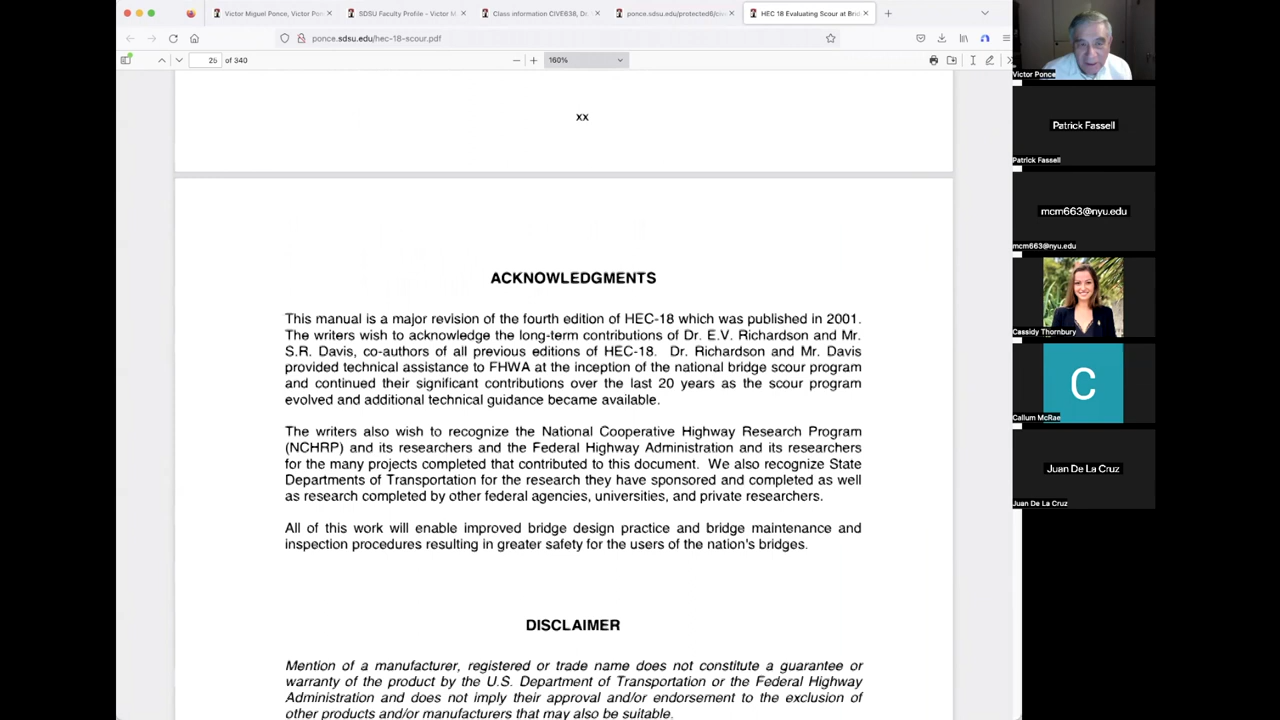 Victor Miguel Ponce, Victor Pon
SDSU Faculty Profile - Victor M
Class information CIVE638, Dr.
ponce.sdsu.edu/protected6/cive
HEC 18 Evaluating Scour at Brid
ponce.sdsu.edu/hec-18-scour.pdf
25 of 340
160%
xx
ACKNOWLEDGMENTS
This manual is a major revision of the fourth edition of HEC-18 which was published in 2001.
The writers wish to acknowledge the long-term contributions of Dr. E.V. Richardson and Mr.
S.R. Davis, co-authors of all previous editions of HEC-18. Dr. Richardson and Mr. Davis
provided technical assistance to FHWA at the inception of the national bridge scour program
and continued their significant contributions over the last 20 years as the scour program
evolved and additional technical guidance became available.
The writers also wish to recognize the National Cooperative Highway Research Program
(NCHRP) and its researchers and the Federal Highway Administration and its researchers
for the many projects completed that contributed to this document. We also recognize State
Departments of Transportation for the research they have sponsored and completed as well
as research completed by other federal agencies, universities, and private researchers.
All of this work will enable improved bridge design practice and bridge maintenance and
inspection procedures resulting in greater safety for the users of the nation's bridges.
DISCLAIMER
Mention of a manufacturer, registered or trade name does not constitute a guarantee or
warranty of the product by the U.S. Department of Transportation or the Federal Highway
Administration and does not imply their approval and/or endorsement to the exclusion of
other products and/or manufacturers that may also be suitable.
Victor Ponce
Patrick Fassell
Patrick Fassell
mcm663@nyu.edu
mcm663@nyu.edu
Cassidy Thornbury
C
Callum McRae
Juan De La Cruz
Juan De La Cruz